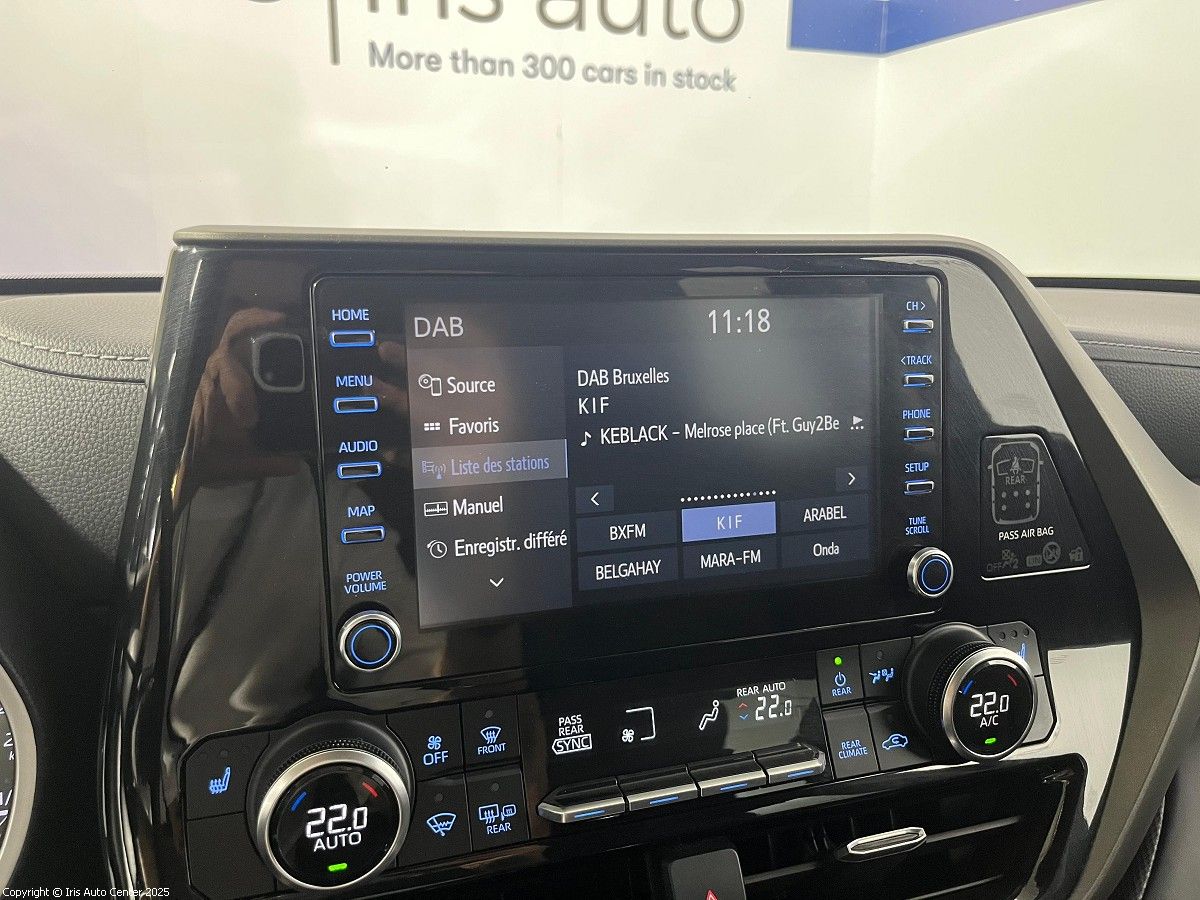 Iris auto
More than 300 cars in stock
HOME
MENU
AUDIO
MAP
POWER
VOLUME
DAB
11:18
Source
Favoris
Liste des stations
Manuel
Enregistr. différé
DAB Bruxelles
KIF
KEBLACK – Melrose place (Ft. Guy2Be
BXFM
KIF
ARABEL
BELGAHAY
MARA-FM
Onda
CH>
<TRACK
PHONE
SETUP
TUNE
SCROLL
REAR
PASS AIR BAG
OFF
22.0
AUTO
OFF
FRONT
REAR
PASS
REAR
SYNC
REAR AUTO
22.0
REAR
REAR
CLIMATE
22.0
A/C
Copyright © Iris Auto Center 2025